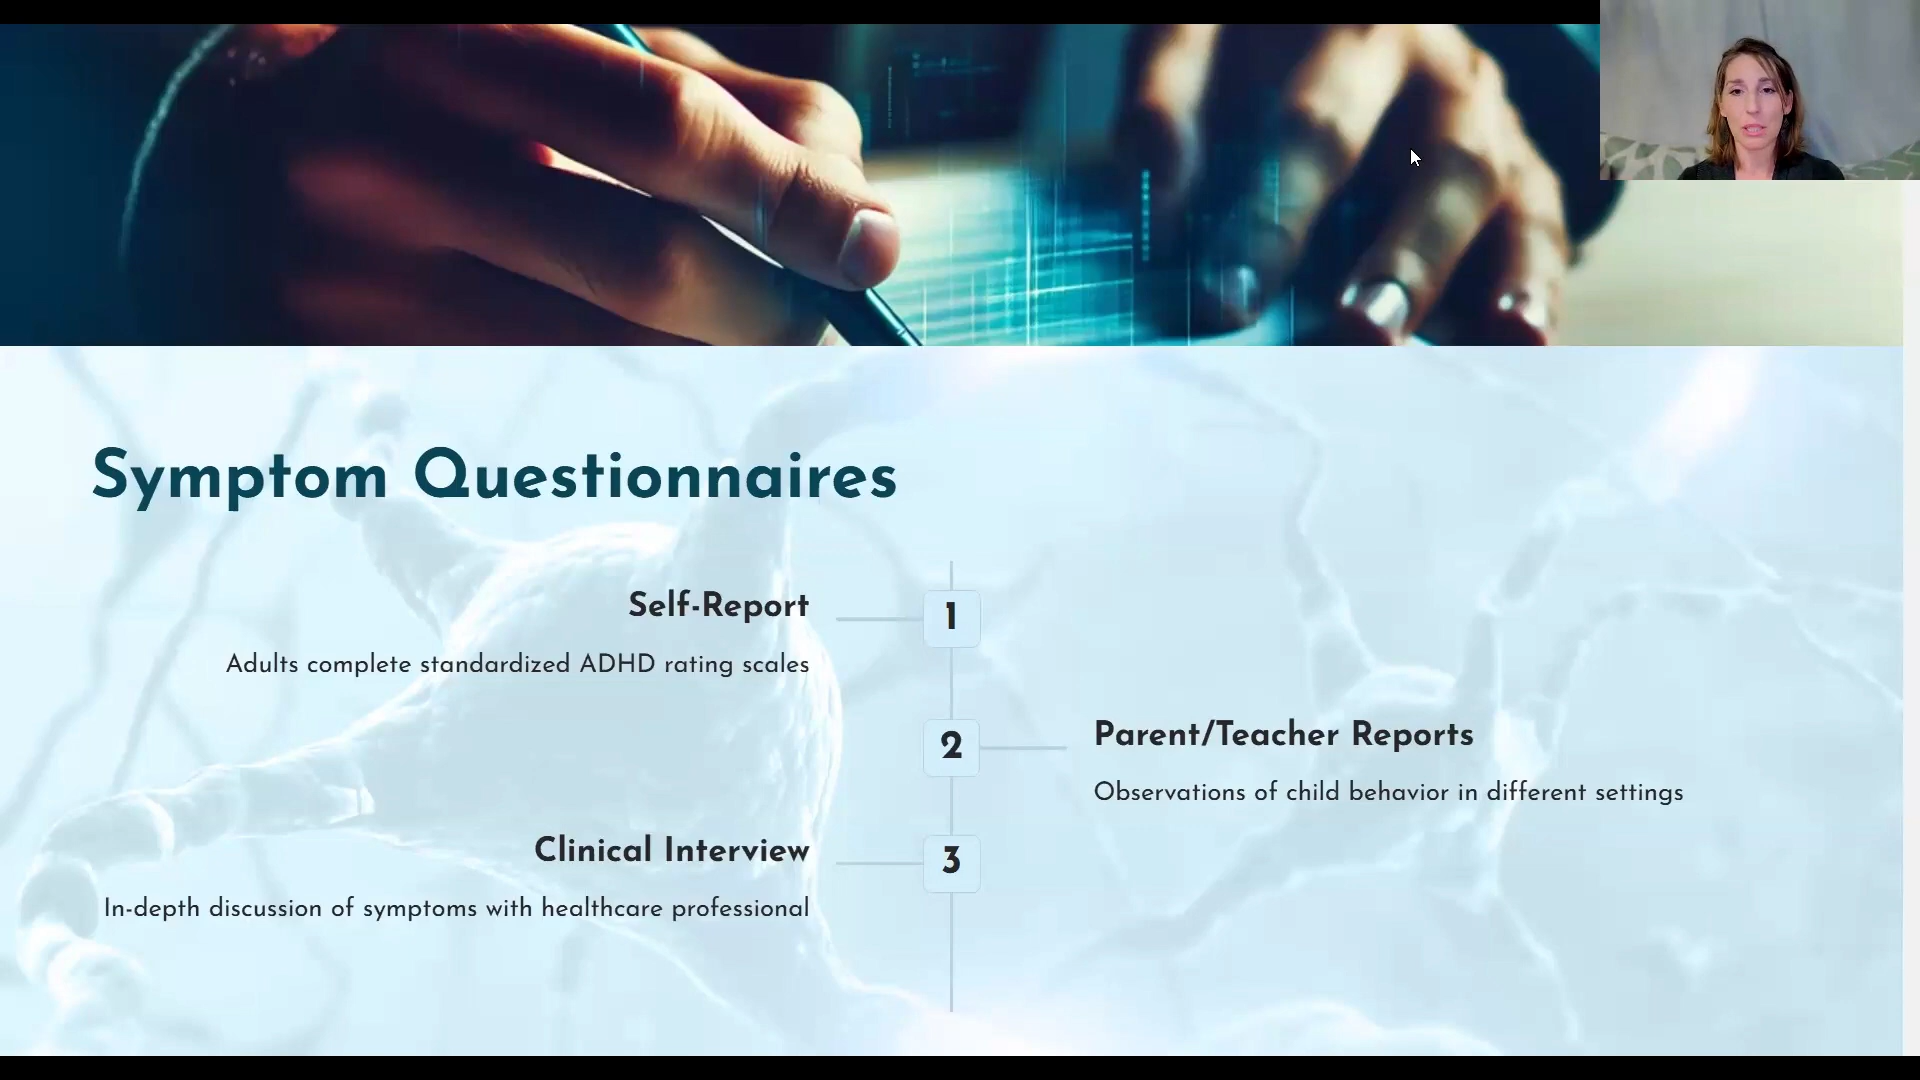 Symptom Questionnaires
Self-Report
1
Adults complete standardized ADHD rating scales
2
Parent/Teacher Reports
Observations of child behavior in different settings
Clinical Interview
3
In-depth discussion of symptoms with healthcare professional